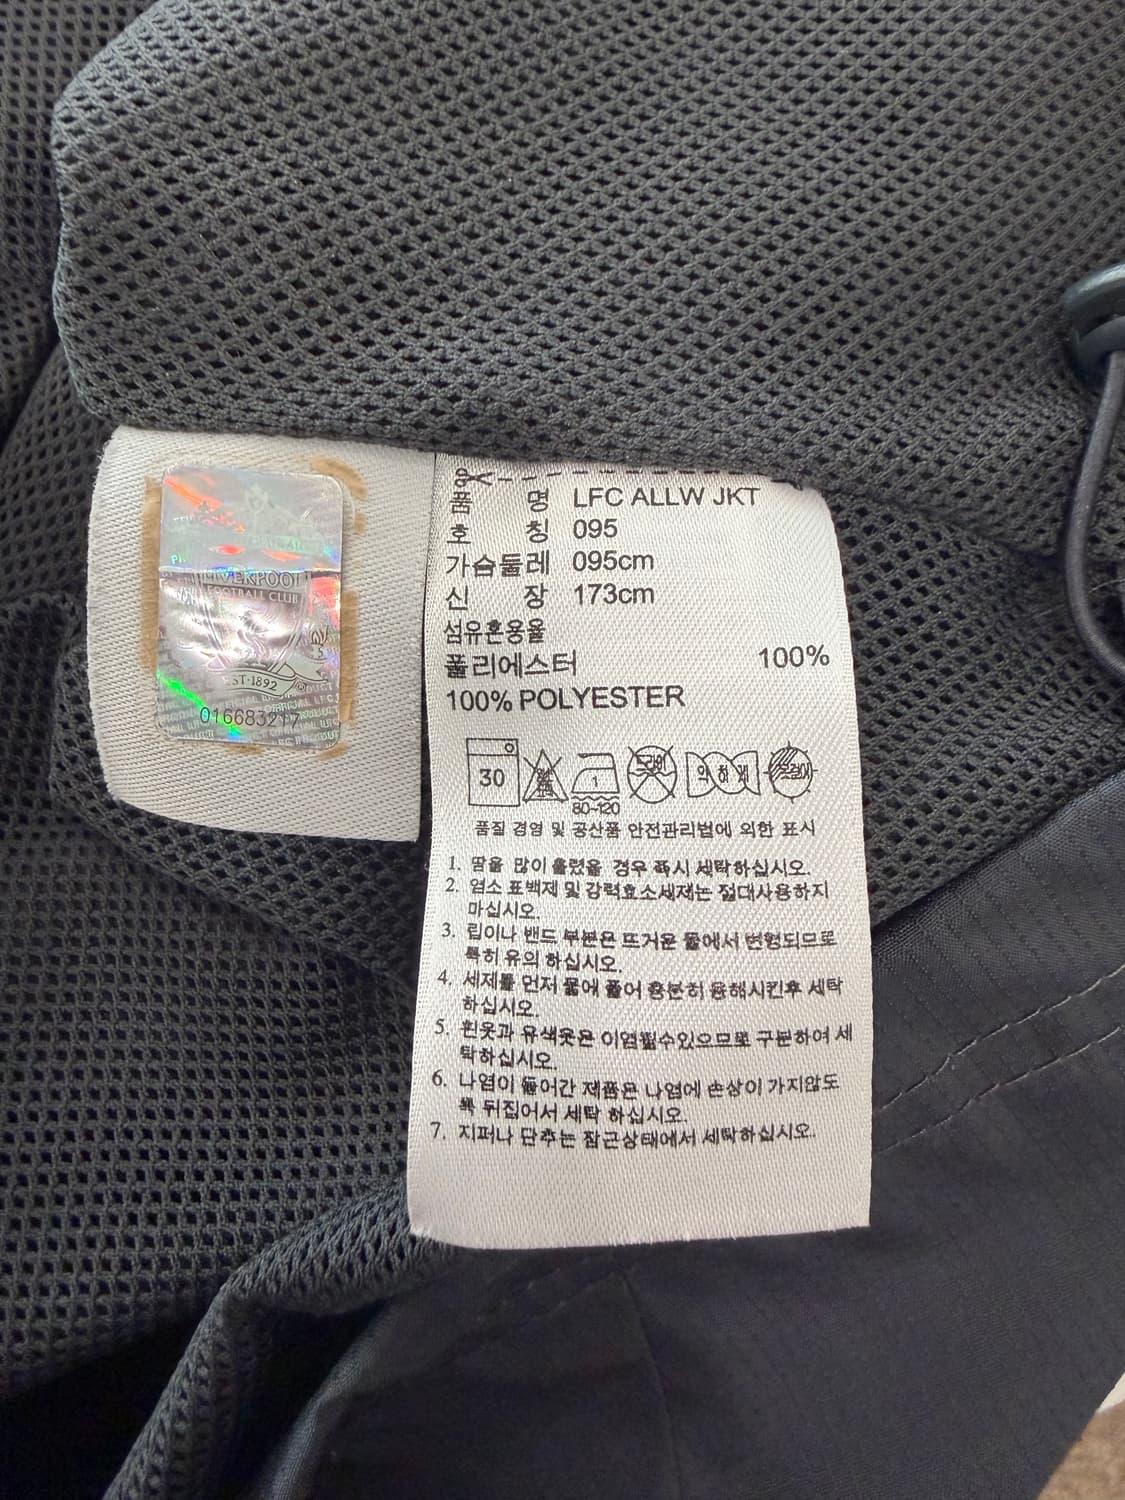 LIVERPOOL
FOOTBALL CLUB
EST·1892
016683217
품 명 LFC ALLW JKT
호 칭 095
가슴둘레 095cm
신 장 173cm
섬유혼용율
폴리에스터 100%
100% POLYESTER
30
1
80~120
드라이
약하게
옷걸이
품질 경영 및 공산품 안전관리법에 의한 표시
1. 땀을 많이 흘렸을 경우 즉시 세탁하십시오.
2. 염소 표백제 및 강력효소세제는 절대사용하지
마십시오.
3. 립이나 밴드 부분은 뜨거운 물에서 변형되므로
특히 유의 하십시오.
4. 세제를 먼저 물에 풀어 충분히 용해시킨후 세탁
하십시오.
5. 흰옷과 유색옷은 이염될수있으므로 구분하여 세
탁하십시오.
6. 나염이 들어간 제품은 나염에 손상이 가지않도
록 뒤집어서 세탁 하십시오.
7. 지퍼나 단추는 잠근상태에서 세탁하십시오.